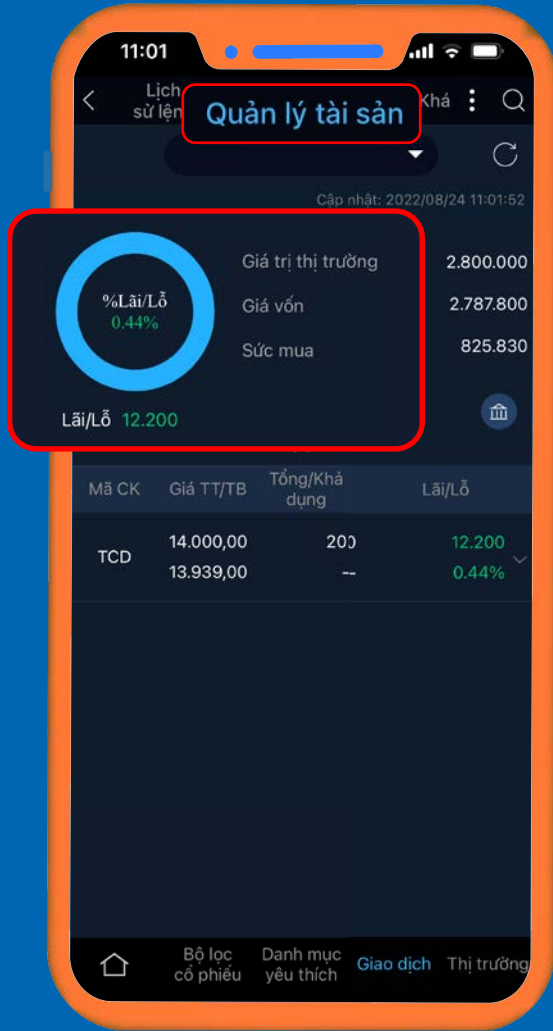 11:01
Lịch
sử lện
Quản lý tài sản
Khá
Cập nhật: 2022/08/24 11:01:52
%Lãi/Lỗ
0.44%
Giá trị thị trường 2.800.000
Giá vốn 2.787.800
Sức mua 825.830
Lãi/Lỗ 12.200
Mã CK Giá TT/TB Tổng/Khả
dụng Lãi/Lỗ
TCD 14.000,00 200 12.200
13.939,00 -- 0.44%
Bộ lọc
cổ phiếu
Danh mục
yêu thích
Giao dịch
Thị trường